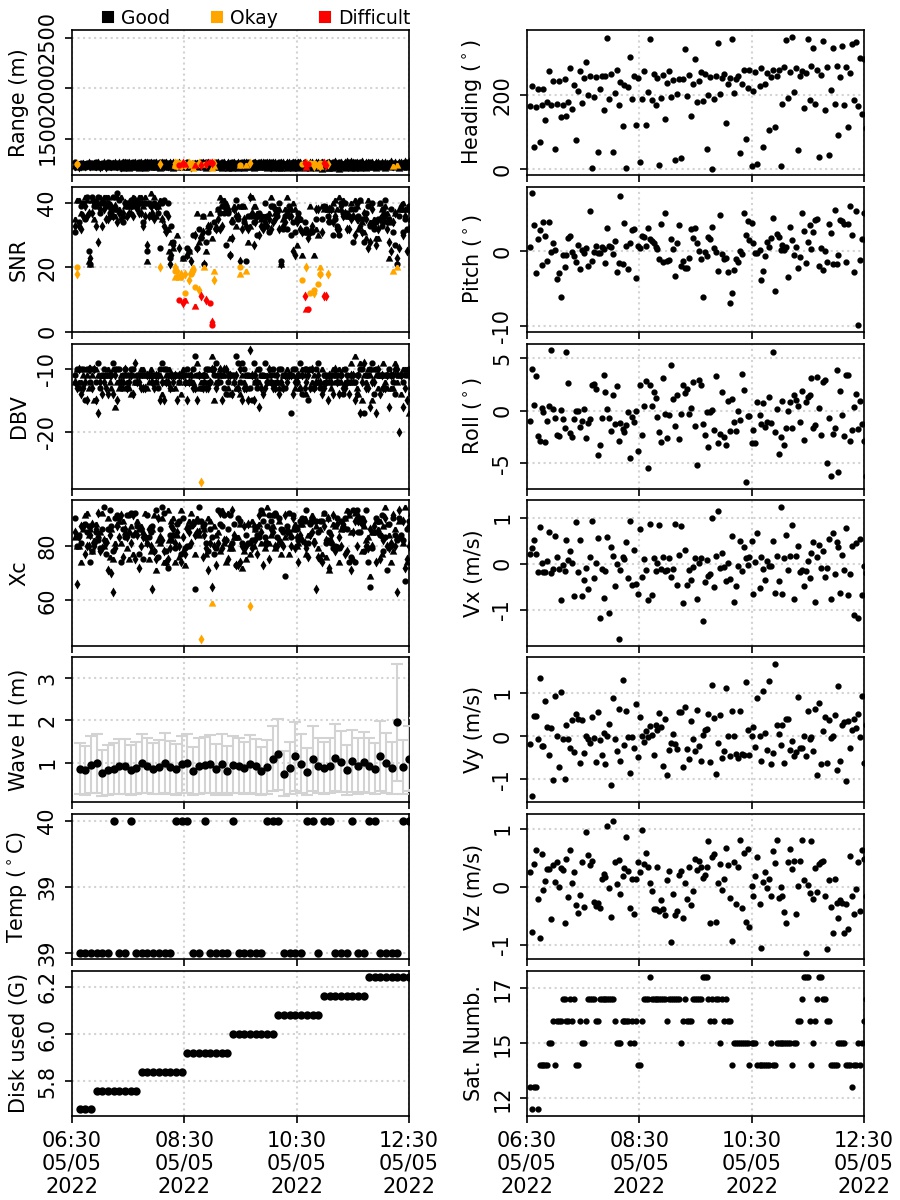 Good Okay Difficult
Range (m)
1500
2000
2500
Heading (°)
0
200
SNR
0
20
40
Pitch (°)
-10
0
DBV
-20
-10
Roll (°)
-5
0
5
Xc
60
80
Vx (m/s)
-1
0
1
Wave H (m)
1
2
3
Vy (m/s)
-1
0
1
Temp (°C)
39
39
40
Vz (m/s)
-1
0
1
Disk used (G)
5.8
6.0
6.2
Sat. Numb.
12
15
17
06:30 08:30 10:30 12:30
05/05 05/05 05/05 05/05
2022 2022 2022 2022
06:30 08:30 10:30 12:30
05/05 05/05 05/05 05/05
2022 2022 2022 2022